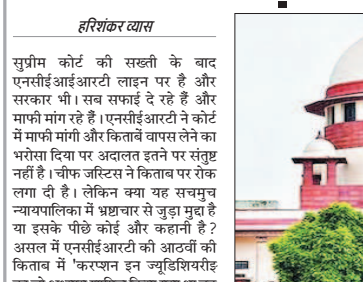 हरिशंकर व्यास
सुप्रीम कोर्ट की सख्ती के बाद
एनसीईआईआरटी लाइन पर है और
सरकार भी। सब सफाई दे रहे हैं और
माफी मांग रहे हैं। एनसीईआरटी ने कोर्ट
में माफी मांगी और किताबें वापस लेने का
भरोसा दिया पर अदालत इतने पर संतुष्ट
नहीं है। चीफ जस्टिस ने किताब पर रोक
लगा दी है। लेकिन क्या यह सचमुच
न्यायपालिका में भ्रष्टाचार से जुड़ा मुद्दा है
या इसके पीछे कोई और कहानी है?
असल में एनसीईआरटी की आठवीं की
किताब में 'करप्शन इन ज्यूडिशियरीइ